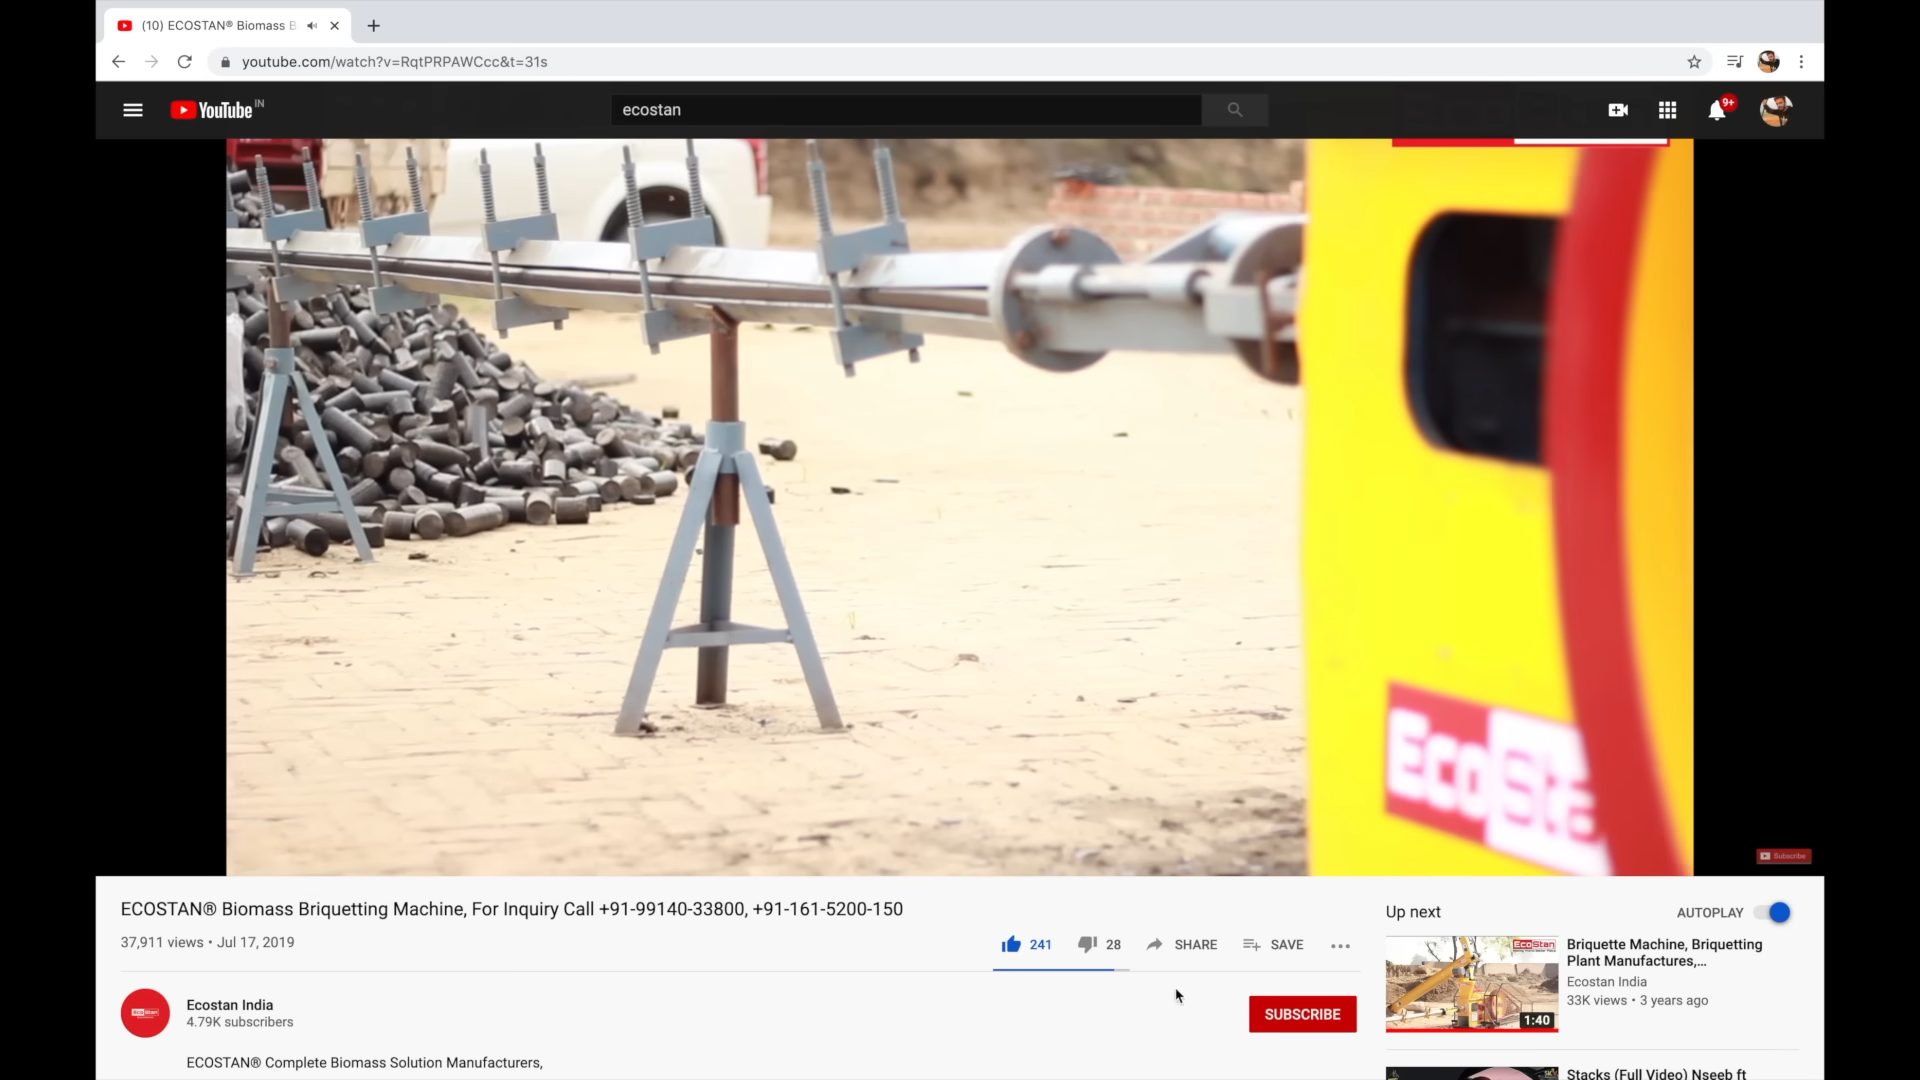 (10) ECOSTAN® Biomass B
youtube.com/watch?v=RqtPRPAWCcc&t=31s
YouTube IN
ecostan
9+
EcoSta
Subscribe
ECOSTAN® Biomass Briquetting Machine, For Inquiry Call +91-99140-33800, +91-161-5200-150
37,911 views • Jul 17, 2019
241
28
SHARE
SAVE
Ecostan India
4.79K subscribers
SUBSCRIBE
EcoStan
ECOSTAN® Complete Biomass Solution Manufacturers,
Up next
AUTOPLAY
EcoStan
1:40
Briquette Machine, Briquetting
Plant Manufactures,...
Ecostan India
33K views • 3 years ago
Stacks (Full Video) Nseeb ft